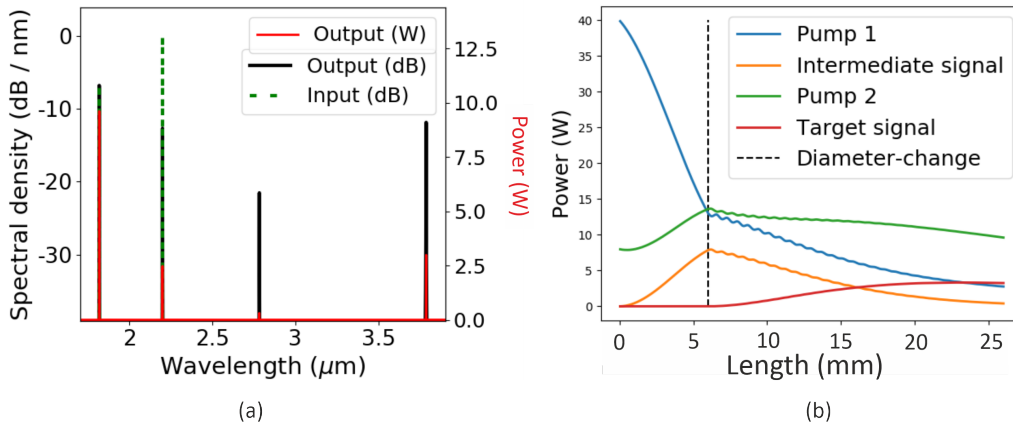 Spectral density (dB / nm)
0
-10
-20
-30
2
2.5
3
3.5
Wavelength (μm)
Output (W)
Output (dB)
Input (dB)
12.5
10.0
7.5
5.0
2.5
0.0
Power (W)
(a)
Power (W)
40
35
30
25
20
15
10
5
0
0
5
10
15
20
25
Length (mm)
Pump 1
Intermediate signal
Pump 2
Target signal
Diameter-change
(b)